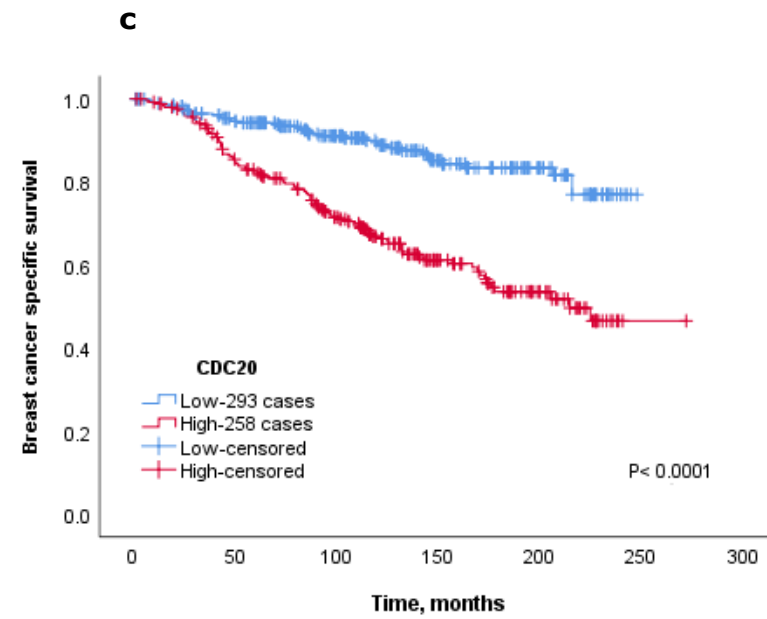 c
Breast cancer specific survival
1.0
0.8
0.6
0.4
0.2
0.0
CDC20
Low-293 cases
High-258 cases
Low-censored
High-censored
P< 0.0001
0 50 100 150 200 250 300
Time, months